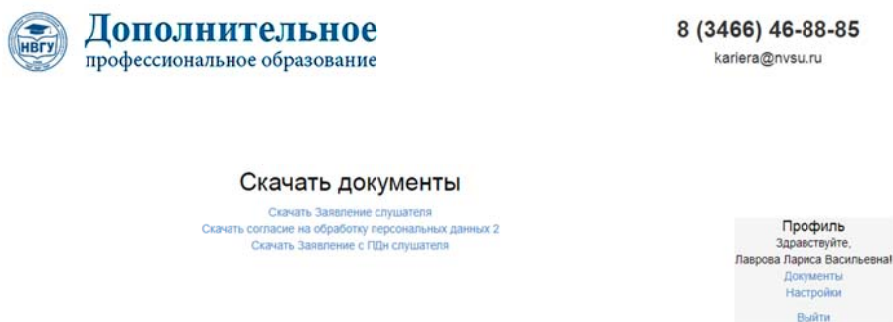 НВГУ
Дополнительное
профессиональное образование
8 (3466) 46-88-85
kariera@nvsu.ru
Скачать документы
Скачать Заявление слушателя
Скачать согласие на обработку персональных данных 2
Скачать Заявление с ПДн слушателя
Профиль
Здравствуйте,
Лаврова Лариса Васильевна!
Документы
Настройки
Выйти